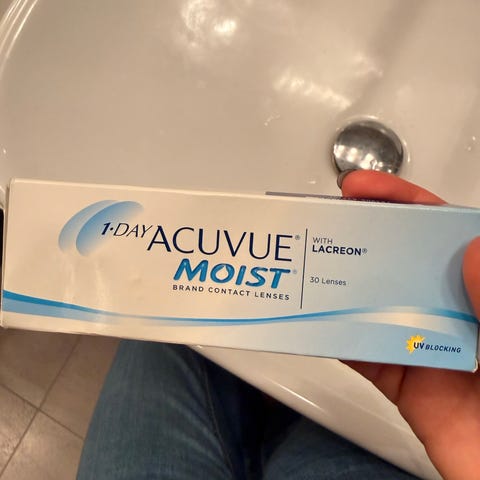 1·DAY ACUVUE®
MOIST®
BRAND CONTACT LENSES
WITH
LACREON®
30 Lenses
UV BLOCKING